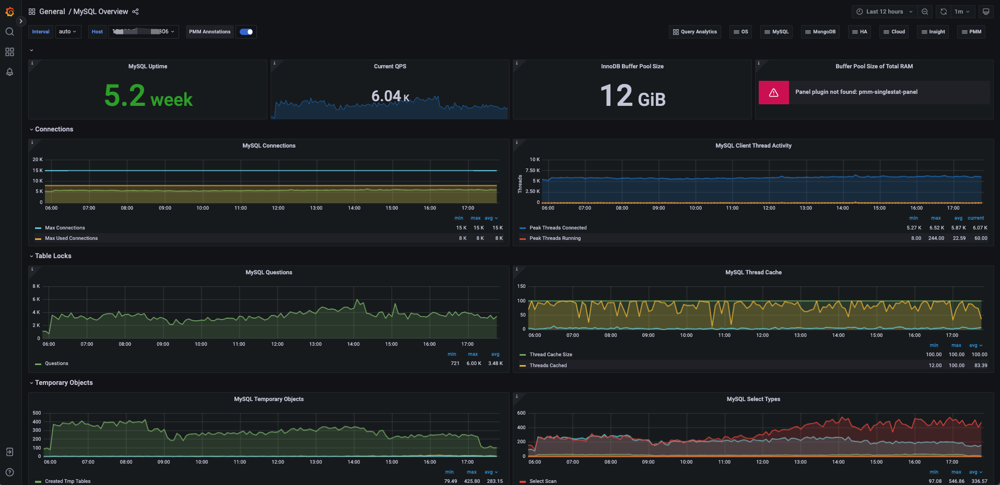 General / MySQL Overview
Last 12 hours
1m
Interval
auto
Host
306
PMM Annotations
Query Analytics
OS
MySQL
MongoDB
HA
Cloud
Insight
PMM
MySQL Uptime
5.2 week
Current QPS
6.04 K
InnoDB Buffer Pool Size
12 GiB
Buffer Pool Size of Total RAM
Panel plugin not found: pmm-singlestat-panel
Connections
MySQL Connections
20 K
15 K
10 K
5 K
0
06:00 07:00 08:00 09:00 10:00 11:00 12:00 13:00 14:00 15:00 16:00 17:00
min max avg
Max Connections 15 K 15 K 15 K
Max Used Connections 8 K 8 K 8 K
MySQL Client Thread Activity
Threads
10 K
7.50 K
5 K
2.50 K
0
06:00 07:00 08:00 09:00 10:00 11:00 12:00 13:00 14:00 15:00 16:00 17:00
min max avg current
Peak Threads Connected 5.27 K 6.52 K 5.87 K 6.07 K
Peak Threads Running 8.00 244.00 22.59 60.00
Table Locks
MySQL Questions
8 K
6 K
4 K
2 K
0
06:00 07:00 08:00 09:00 10:00 11:00 12:00 13:00 14:00 15:00 16:00 17:00
min max avg
Questions 721 6.00 K 3.48 K
MySQL Thread Cache
150
100
50
0
06:00 07:00 08:00 09:00 10:00 11:00 12:00 13:00 14:00 15:00 16:00 17:00
min max avg
Thread Cache Size 100.00 100.00 100.00
Threads Cached 12.00 100.00 83.39
Temporary Objects
MySQL Temporary Objects
500
400
300
200
100
0
06:00 07:00 08:00 09:00 10:00 11:00 12:00 13:00 14:00 15:00 16:00 17:00
min max avg
Created Tmp Tables 79.49 425.80 283.15
MySQL Select Types
600
400
200
0
06:00 07:00 08:00 09:00 10:00 11:00 12:00 13:00 14:00 15:00 16:00 17:00
min max avg
Select Scan 97.08 546.86 336.57